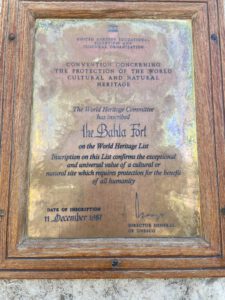 UNITED NATIONS EDUCATIONAL
SCIENTIFIC AND
CULTURAL ORGANIZATION
CONVENTION CONCERNING
THE PROTECTION OF THE WORLD
CULTURAL AND NATURAL
HERITAGE
The World Heritage Committee
has inscribed
the Bahla Fort
on the World Heritage List
Inscription on this List confirms the exceptional
and universal value of a cultural or
natural site which requires protection for the benefit
of all humanity
DATE OF INSCRIPTION
11 December 1987
DIRECTOR GENERAL
OF UNESCO